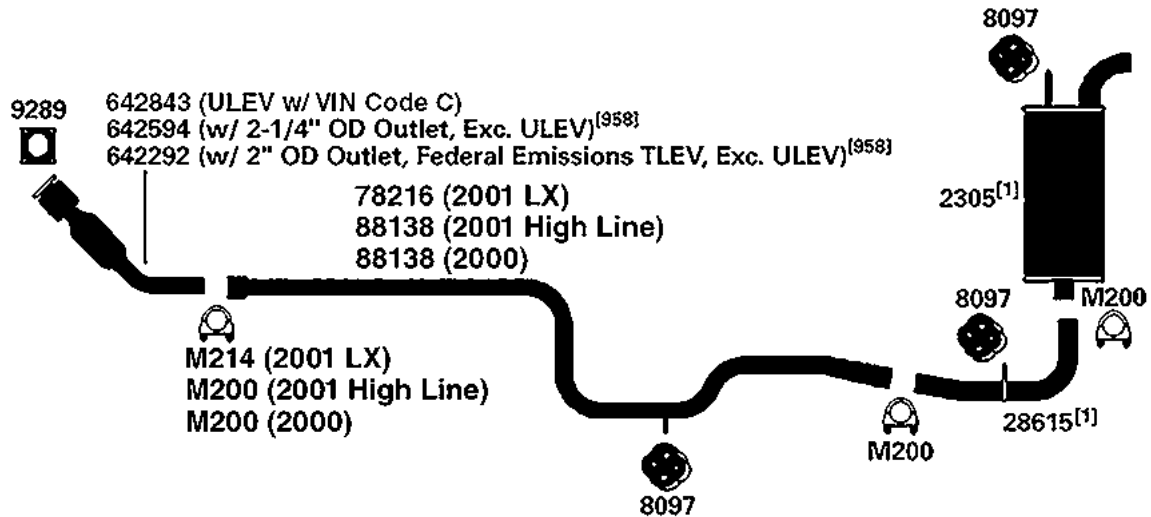 8097
9289
642843 (ULEV w/ VIN Code C)
642594 (w/ 2-1/4" OD Outlet, Exc. ULEV)[958]
642292 (w/ 2" OD Outlet, Federal Emissions TLEV, Exc. ULEV)[958]
78216 (2001 LX)
88138 (2001 High Line)
88138 (2000)
2305[1]
8097
M200
M214 (2001 LX)
M200 (2001 High Line)
M200 (2000)
28615[1]
M200
8097